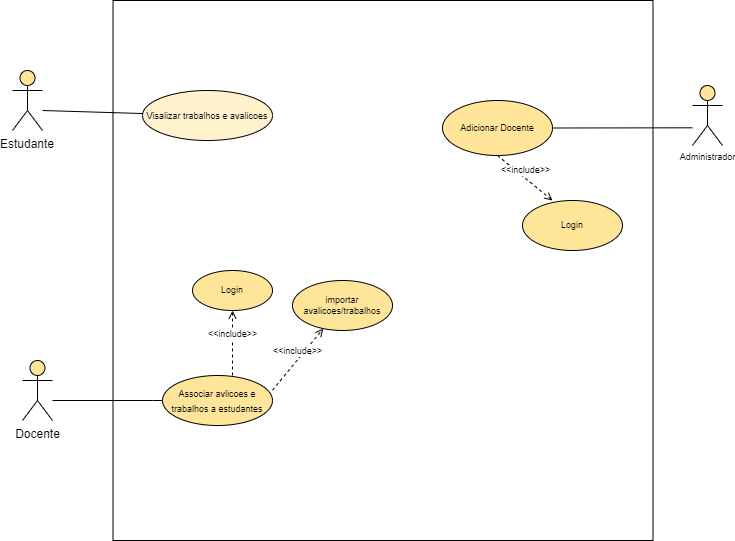 Estudante
Visalizar trabalhos e avalicoes
Adicionar Docente
Administrador
<<include>>
Login
Login
importar
avalicoes/trabalhos
<<include>>
<<include>>
Associar avlicoes e
trabalhos a estudantes
Docente